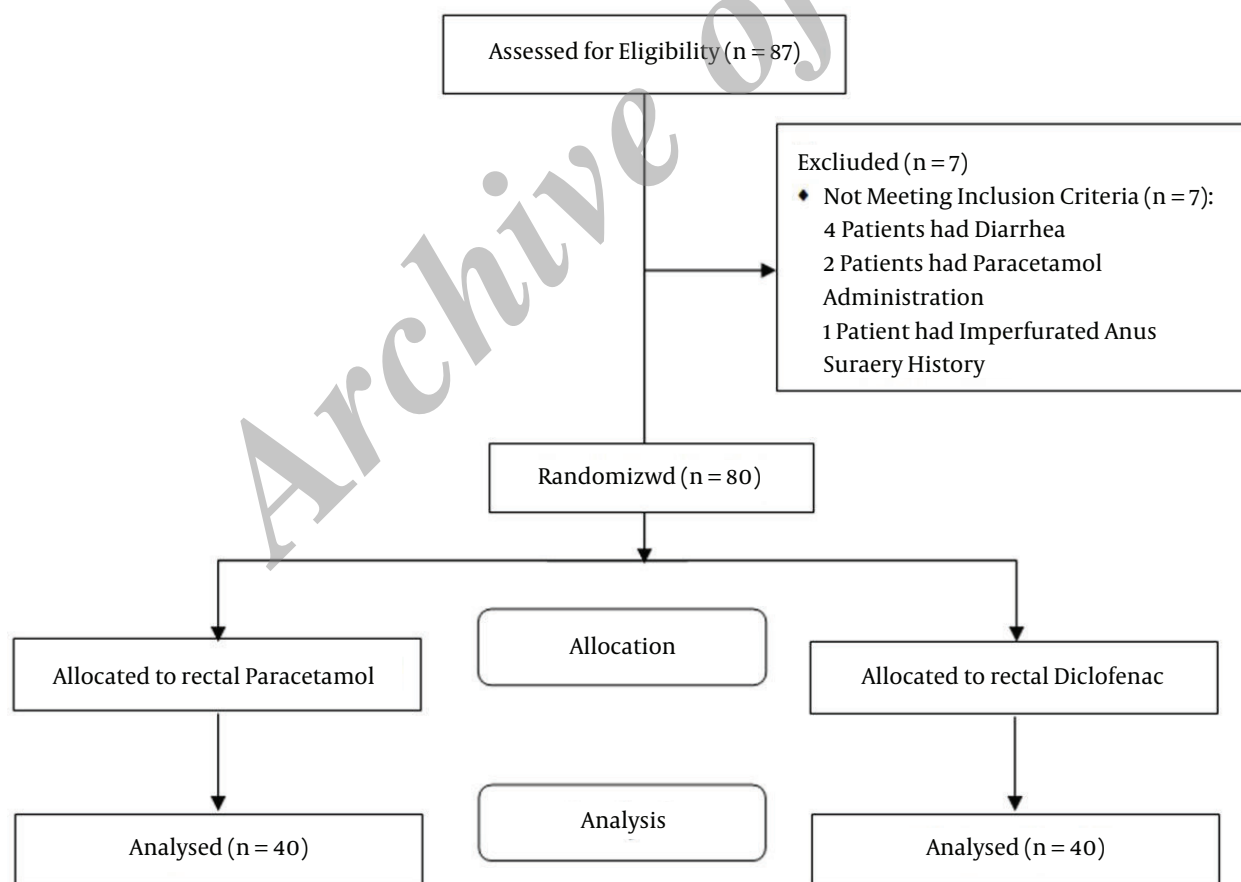 Assessed for Eligibility (n = 87)
Excliuded (n = 7)
♦ Not Meeting Inclusion Criteria (n = 7):
4 Patients had Diarrhea
2 Patients had Paracetamol
Administration
1 Patient had Imperfurated Anus
Suraery History
Randomizwd (n = 80)
Allocation
Allocated to rectal Paracetamol
Allocated to rectal Diclofenac
Analysis
Analysed (n = 40)
Analysed (n = 40)
Archive of